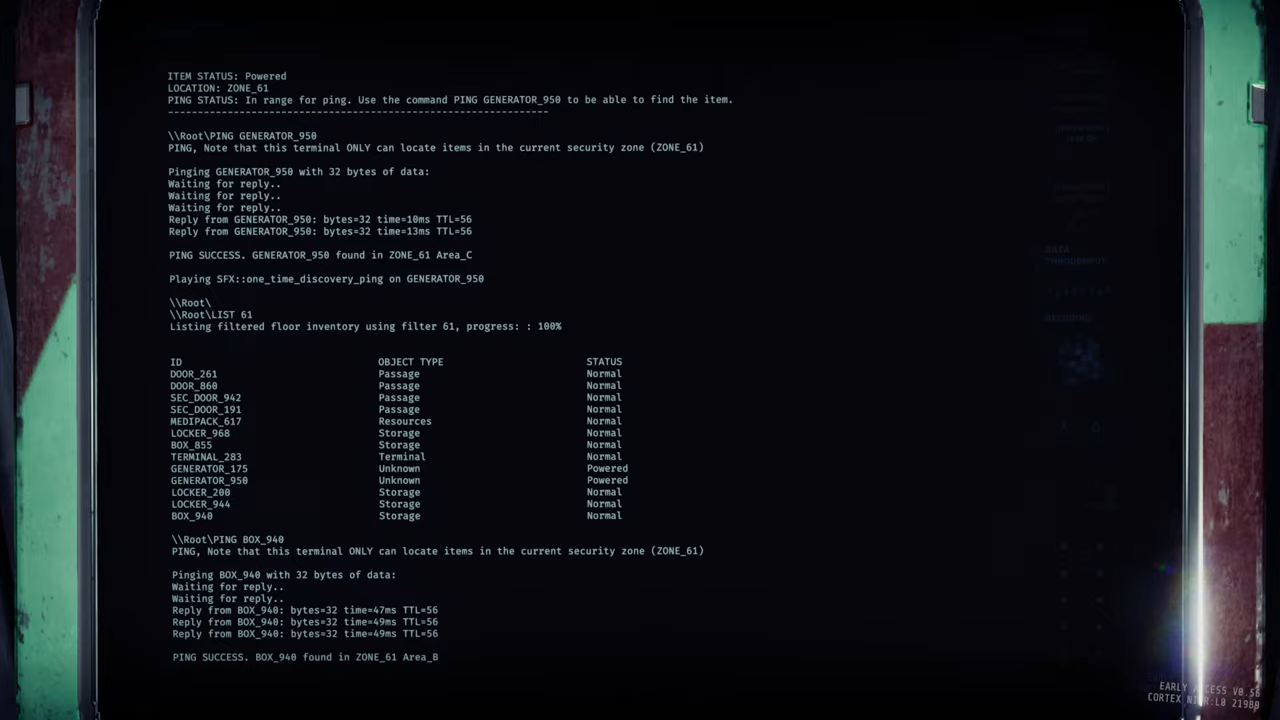 ITEM STATUS: Powered
LOCATION: ZONE_61
PING STATUS: In range for ping. Use the command PING GENERATOR_950 to be able to find the item.
----------------------------------------------------------------
\\Root\PING GENERATOR_950
PING, Note that this terminal ONLY can locate items in the current security zone (ZONE_61)
Pinging GENERATOR_950 with 32 bytes of data:
Waiting for reply..
Waiting for reply..
Waiting for reply..
Reply from GENERATOR_950: bytes=32 time=10ms TTL=56
Reply from GENERATOR_950: bytes=32 time=13ms TTL=56
PING SUCCESS. GENERATOR_950 found in ZONE_61 Area_C
Playing SFX::one_time_discovery_ping on GENERATOR_950
\\Root\
\\Root\LIST 61
Listing filtered floor inventory using filter 61, progress: : 100%
ID OBJECT TYPE STATUS
DOOR_261 Passage Normal
DOOR_860 Passage Normal
SEC_DOOR_942 Passage Normal
SEC_DOOR_191 Passage Normal
MEDIPACK_617 Resources Normal
LOCKER_968 Storage Normal
BOX_855 Storage Normal
TERMINAL_283 Terminal Normal
GENERATOR_175 Unknown Powered
GENERATOR_950 Unknown Powered
LOCKER_200 Storage Normal
LOCKER_944 Storage Normal
BOX_940 Storage Normal
\\Root\PING BOX_940
PING, Note that this terminal ONLY can locate items in the current security zone (ZONE_61)
Pinging BOX_940 with 32 bytes of data:
Waiting for reply..
Waiting for reply..
Reply from BOX_940: bytes=32 time=47ms TTL=56
Reply from BOX_940: bytes=32 time=49ms TTL=56
Reply from BOX_940: bytes=32 time=49ms TTL=56
PING SUCCESS. BOX_940 found in ZONE_61 Area_B
DATA
THROUGHPUT
EARLY ACCESS
CORTEX